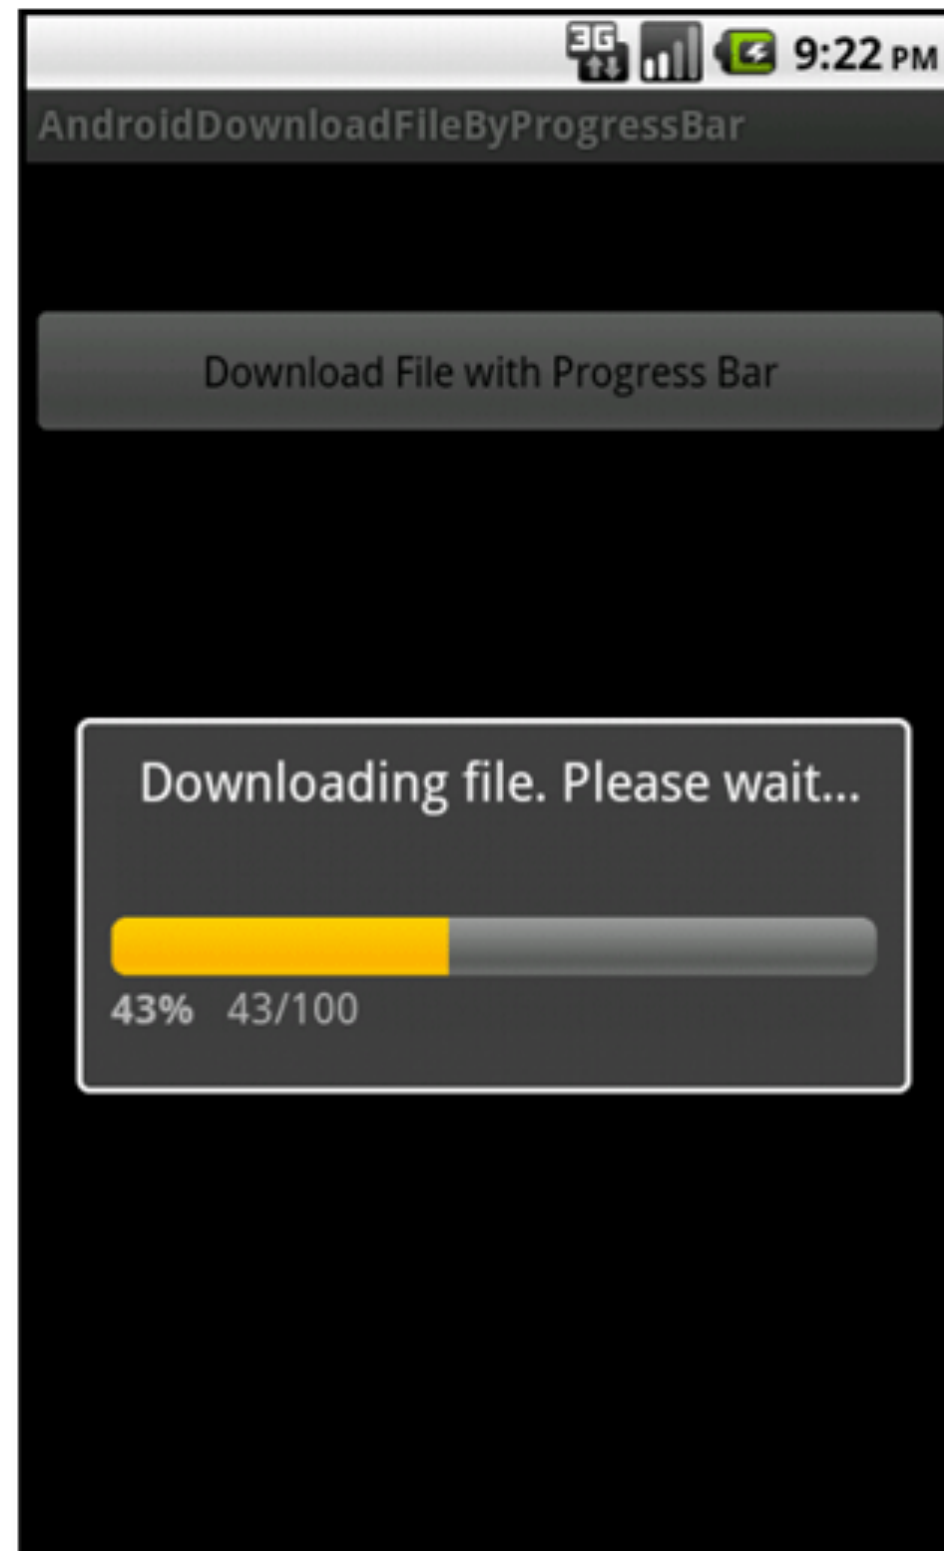 3G 9:22 PM
AndroidDownloadFileByProgressBar
Download File with Progress Bar
Downloading file. Please wait...
43% 43/100